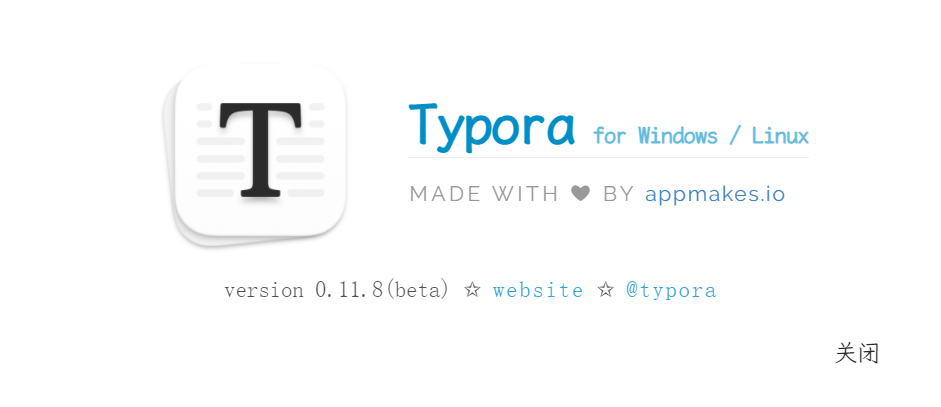 T
Typora for Windows / Linux
MADE WITH ♥ BY appmakes.io
version 0.11.8(beta) ☆ website ☆ @typora
关闭